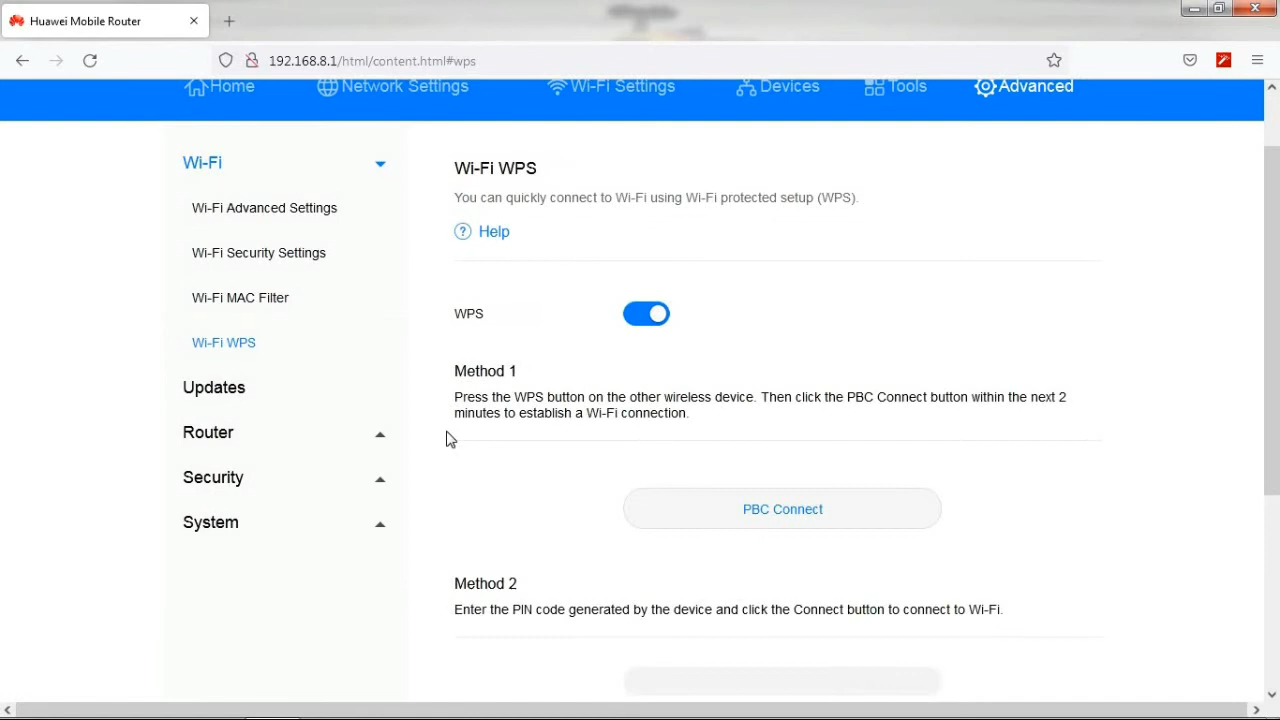 Huawei Mobile Router
192.168.8.1/html/content.html#wps
Home Network Settings Wi-Fi Settings Devices Tools Advanced
Wi-Fi
Wi-Fi Advanced Settings
Wi-Fi Security Settings
Wi-Fi MAC Filter
Wi-Fi WPS
Updates
Router
Security
System
Wi-Fi WPS
You can quickly connect to Wi-Fi using Wi-Fi protected setup (WPS).
? Help
WPS
Method 1
Press the WPS button on the other wireless device. Then click the PBC Connect button within the next 2
minutes to establish a Wi-Fi connection.
PBC Connect
Method 2
Enter the PIN code generated by the device and click the Connect button to connect to Wi-Fi.